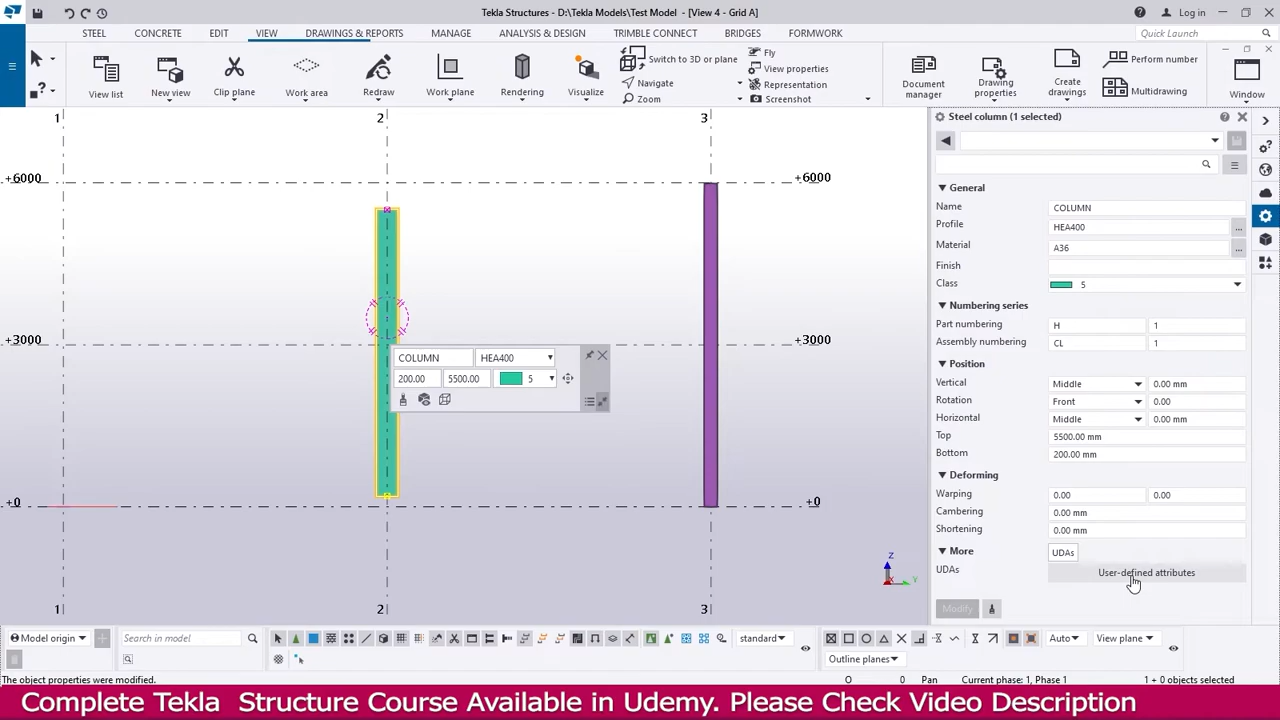 Tekla Structures - D:\Tekla Models\Test Model - [View 4 - Grid A]
Log in
STEEL CONCRETE EDIT VIEW DRAWINGS & REPORTS MANAGE ANALYSIS & DESIGN TRIMBLE CONNECT BRIDGES FORMWORK Quick Launch
View list
New view
Clip plane
Work area
Redraw
Work plane
Rendering
Visualize
Switch to 3D or plane
Navigate
Zoom
Fly
View properties
Representation
Screenshot
Document manager
Drawing properties
Create drawings
Perform number
Multidrawing
Window
1 2 3
+6000 +6000
+3000 +3000
+0 +0
1 2 3
COLUMN HEA400
200.00 5500.00 5
Z
Y
Steel column (1 selected)
General
Name COLUMN
Profile HEA400 ...
Material A36 ...
Finish
Class 5
Numbering series
Part numbering H 1
Assembly numbering CL 1
Position
Vertical Middle 0.00 mm
Rotation Front 0.00
Horizontal Middle 0.00 mm
Top 5500.00 mm
Bottom 200.00 mm
Deforming
Warping 0.00 0.00
Cambering 0.00 mm
Shortening 0.00 mm
More UDAs
UDAs User-defined attributes
Modify
Model origin Search in model standard Auto View plane
Outline planes
The object properties were modified. O 0 Pan Current phase: 1, Phase 1 1 + 0 objects selected
Complete Tekla Structure Course Available in Udemy. Please Check Video Description